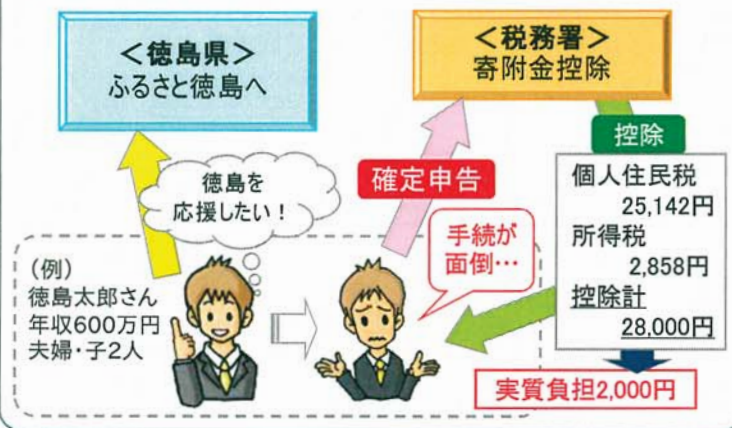 ＜徳島県＞
ふるさと徳島へ
＜税務署＞
寄附金控除
控除
徳島を
応援したい！
確定申告
手続が
面倒…
個人住民税
25,142円
所得税
2,858円
控除計
28,000円
（例）
徳島太郎さん
年収600万円
夫婦・子2人
実質負担2,000円